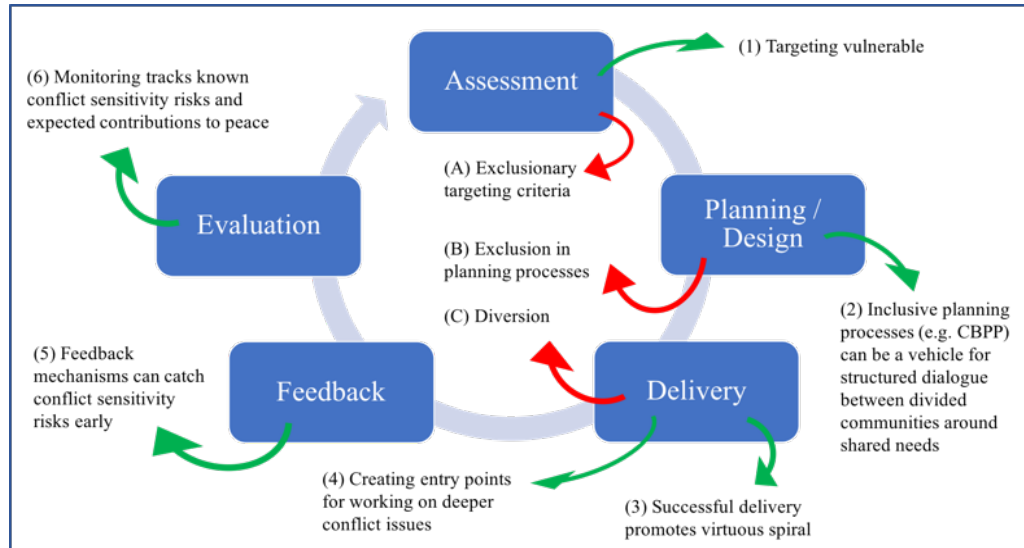 Assessment
(1) Targeting vulnerable
(A) Exclusionary
targeting criteria
Planning /
Design
(2) Inclusive planning
processes (e.g. CBPP)
can be a vehicle for
structured dialogue
between divided
communities around
shared needs
(B) Exclusion in
planning processes
(C) Diversion
Delivery
(3) Successful delivery
promotes virtuous spiral
(4) Creating entry points
for working on deeper
conflict issues
Feedback
(5) Feedback
mechanisms can catch
conflict sensitivity
risks early
Evaluation
(6) Monitoring tracks known
conflict sensitivity risks and
expected contributions to peace